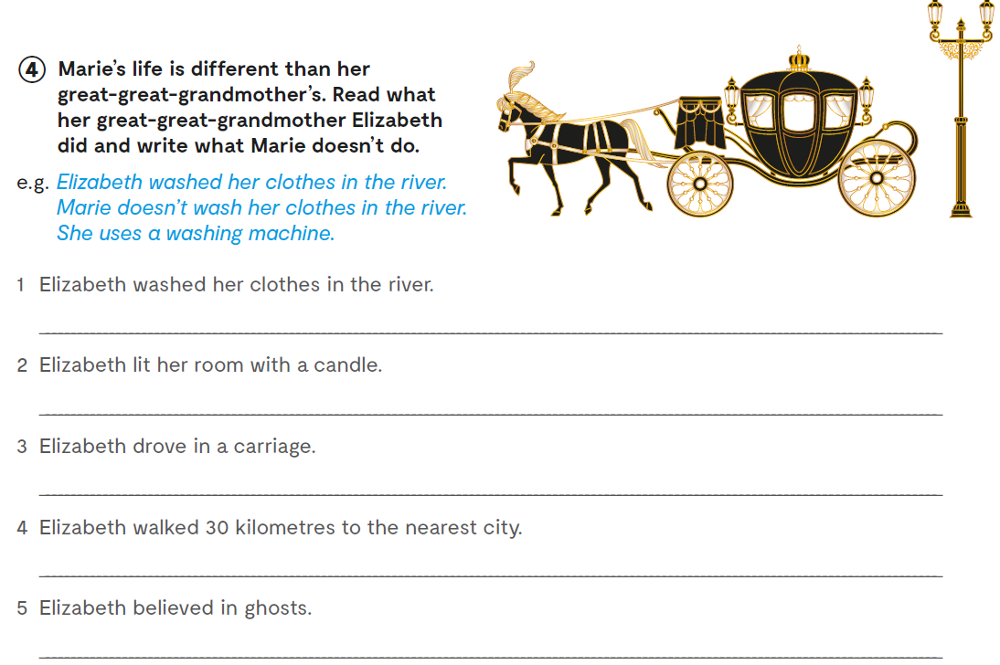 4 Marie's life is different than her
great-great-grandmother's. Read what
her great-great-grandmother Elizabeth
did and write what Marie doesn't do.
e.g. Elizabeth washed her clothes in the river.
Marie doesn't wash her clothes in the river.
She uses a washing machine.
1 Elizabeth washed her clothes in the river.
2 Elizabeth lit her room with a candle.
3 Elizabeth drove in a carriage.
4 Elizabeth walked 30 kilometres to the nearest city.
5 Elizabeth believed in ghosts.